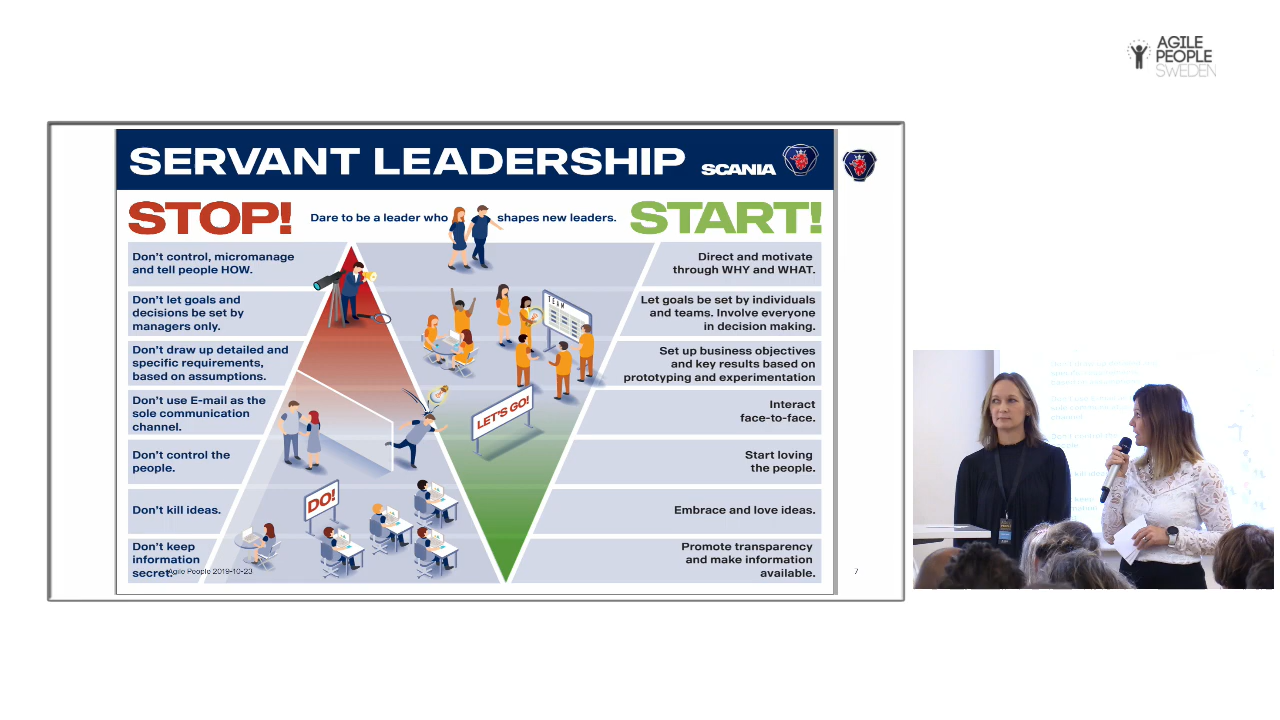 AGILE
PEOPLE
SWEDEN
SERVANT LEADERSHIP
SCANIA
STOP!
Dare to be a leader who shapes new leaders.
START!
Don't control, micromanage
and tell people HOW.
Direct and motivate
through WHY and WHAT.
Don't let goals and
decisions be set by
managers only.
Let goals be set by individuals
and teams. Involve everyone
in decision making.
TEAM
Don't draw up detailed and
specific requirements,
based on assumptions.
Set up business objectives
and key results based on
prototyping and experimentation
Don't use E-mail as the
sole communication
channel.
LET'S GO!
Interact
face-to-face.
Don't control the
people.
Start loving
the people.
Don't kill ideas.
DO!
Embrace and love ideas.
Don't keep
information
secret.
Promote transparency
and make information
available.
Agile People 2019-10-23
7